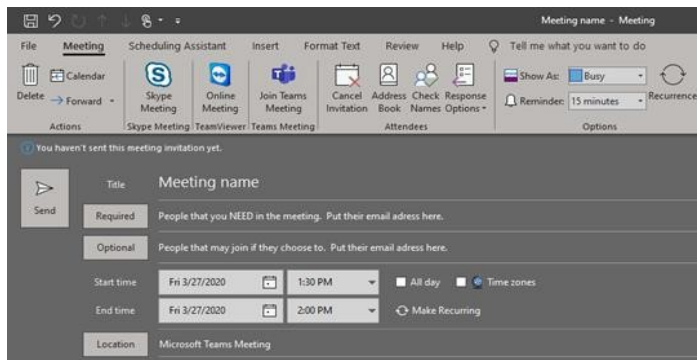 Meeting name - Meeting
File Meeting Scheduling Assistant Insert Format Text Review Help Tell me what you want to do
Delete
Calendar
Forward
Actions
Skype Meeting
Skype Meeting
Online Meeting
TeamViewer
Join Teams Meeting
Teams Meeting
Cancel Invitation
Address Book
Check Names
Response Options
Attendees
Show As: Busy
Reminder: 15 minutes
Recurrence
Options
You haven't sent this meeting invitation yet.
Send
Title Meeting name
Required People that you NEED in the meeting. Put their email adress here.
Optional People that may join if they choose to. Put their email adress here.
Start time Fri 3/27/2020 1:30 PM All day Time zones
End time Fri 3/27/2020 2:00 PM Make Recurring
Location Microsoft Teams Meeting